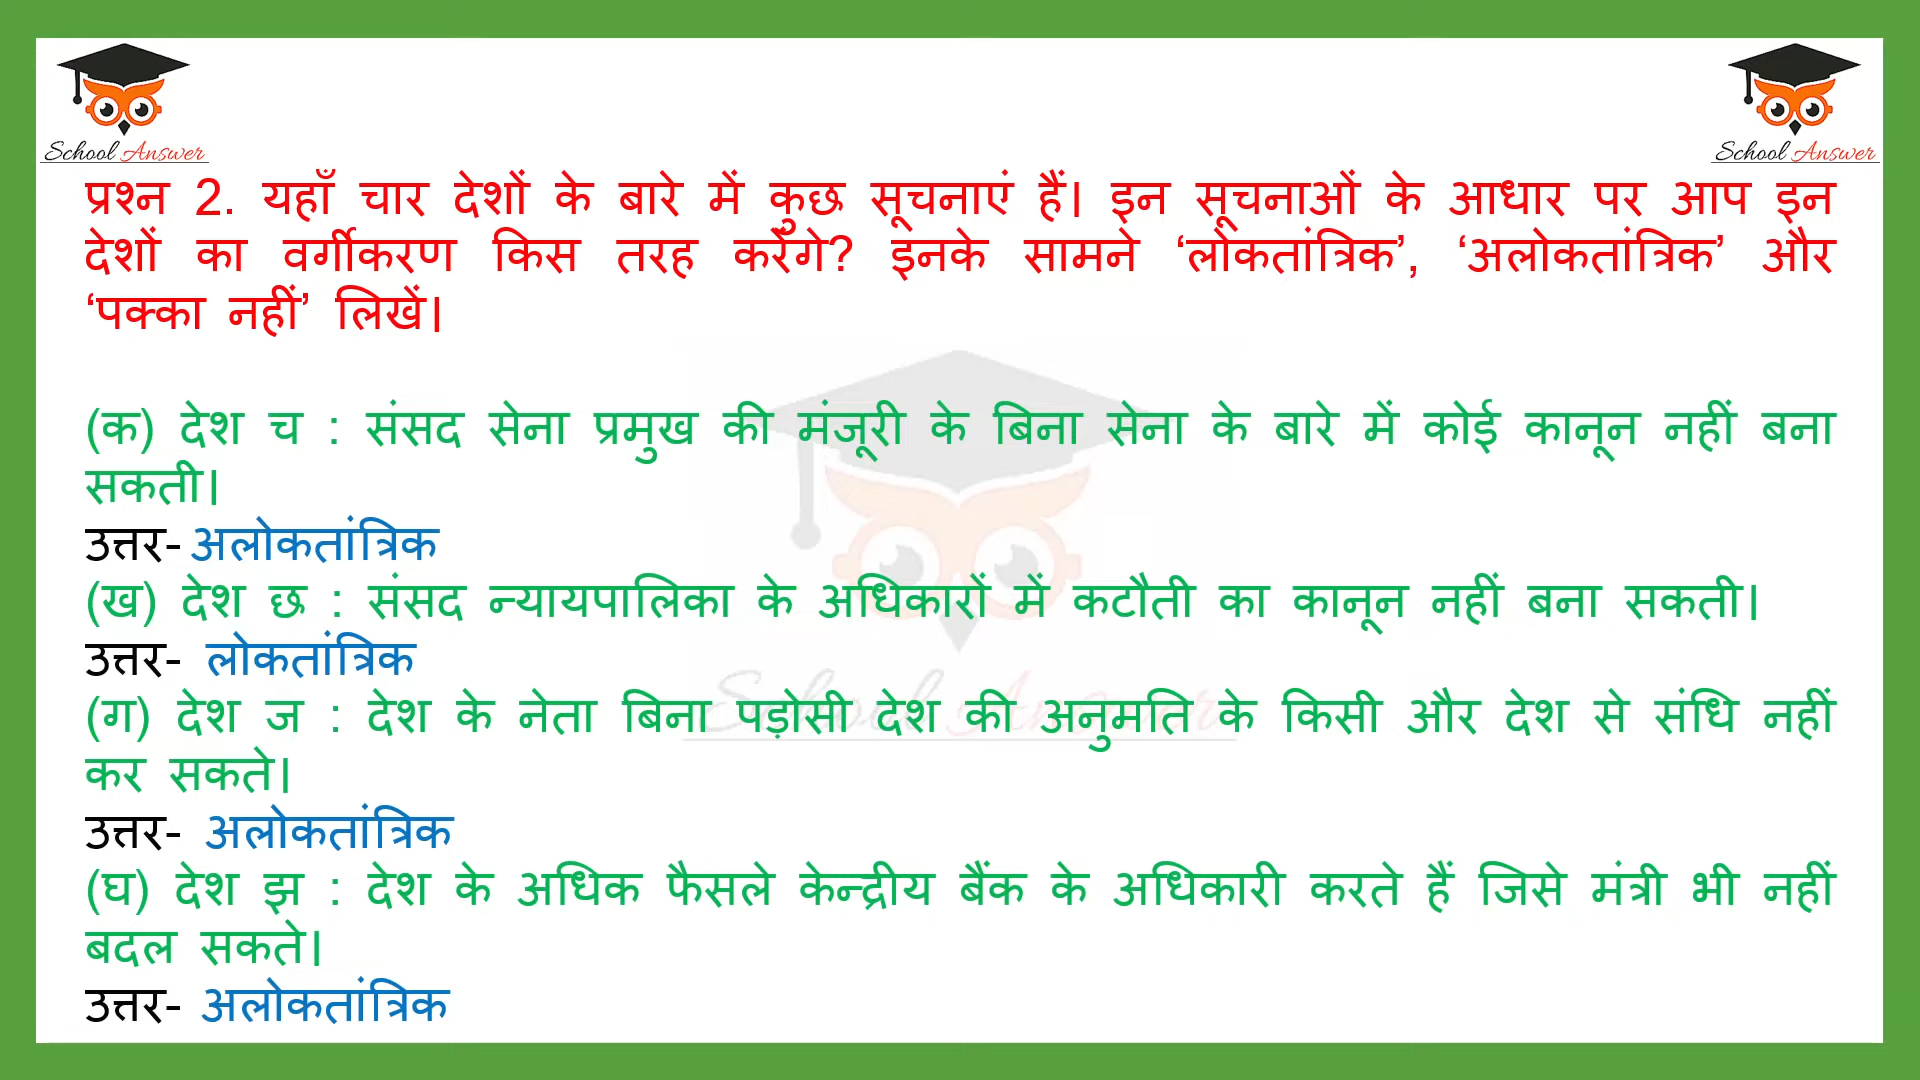 School Answer
School Answer
प्रश्न 2. यहाँ चार देशों के बारे में कुछ सूचनाएं हैं। इन सूचनाओं के आधार पर आप इन
देशों का वर्गीकरण किस तरह करेंगे? इनके सामने ‘लोकतांत्रिक’, ‘अलोकतांत्रिक’ और
‘पक्का नहीं’ लिखें।
(क) देश च : संसद सेना प्रमुख की मंजूरी के बिना सेना के बारे में कोई कानून नहीं बना
सकती।
उत्तर- अलोकतांत्रिक
(ख) देश छ : संसद न्यायपालिका के अधिकारों में कटौती का कानून नहीं बना सकती।
उत्तर- लोकतांत्रिक
(ग) देश ज : देश के नेता बिना पड़ोसी देश की अनुमति के किसी और देश से संधि नहीं
कर सकते।
उत्तर- अलोकतांत्रिक
(घ) देश झ : देश के अधिक फैसले केन्द्रीय बैंक के अधिकारी करते हैं जिसे मंत्री भी नहीं
बदल सकते।
उत्तर- अलोकतांत्रिक
School Answer